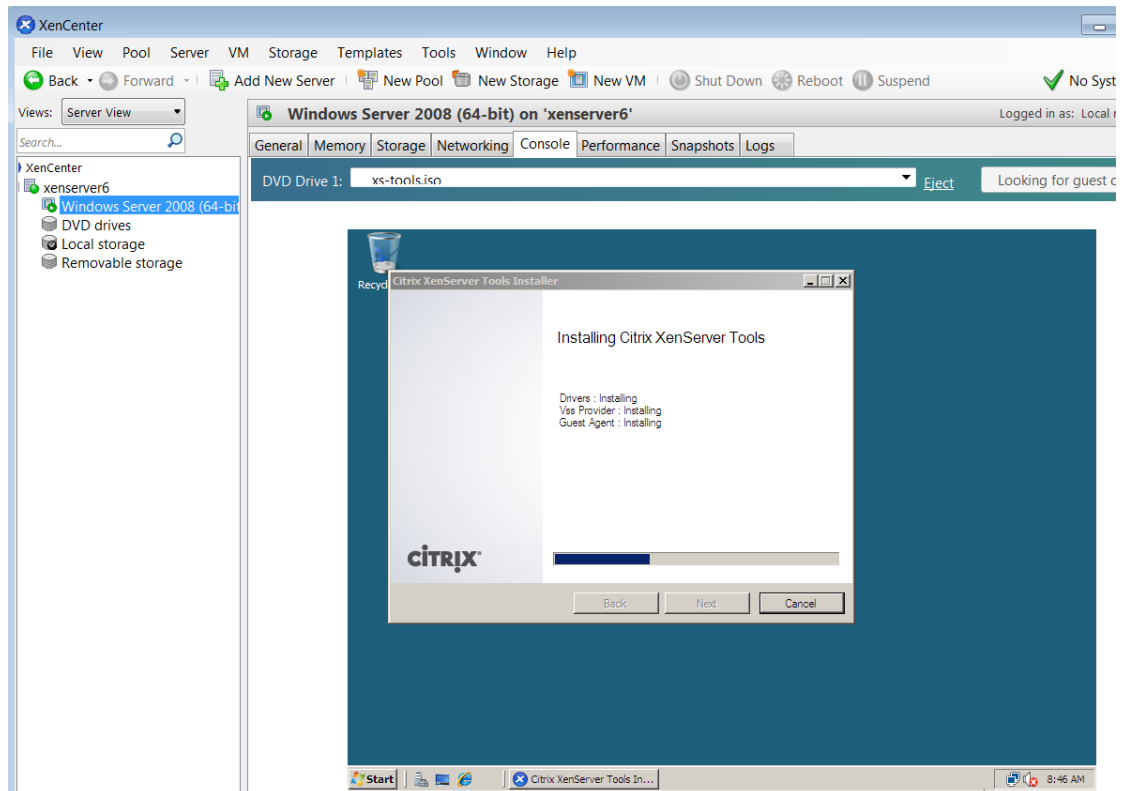 XenCenter
File View Pool Server VM Storage Templates Tools Window Help
Back Forward Add New Server New Pool New Storage New VM Shut Down Reboot Suspend No Syst
Views: Server View
Windows Server 2008 (64-bit) on 'xenserver6'
Logged in as: Local
Search...
General Memory Storage Networking Console Performance Snapshots Logs
XenCenter
xenserver6
Windows Server 2008 (64-bit
DVD drives
Local storage
Removable storage
DVD Drive 1: xs-tools.iso Eject Looking for guest
Recyc
Citrix XenServer Tools Installer
Installing Citrix XenServer Tools
Drivers : Installing
Vss Provider : Installing
Guest Agent : Installing
CİTRIX
Back Next Cancel
Start Citrix XenServer Tools In... 8:46 AM